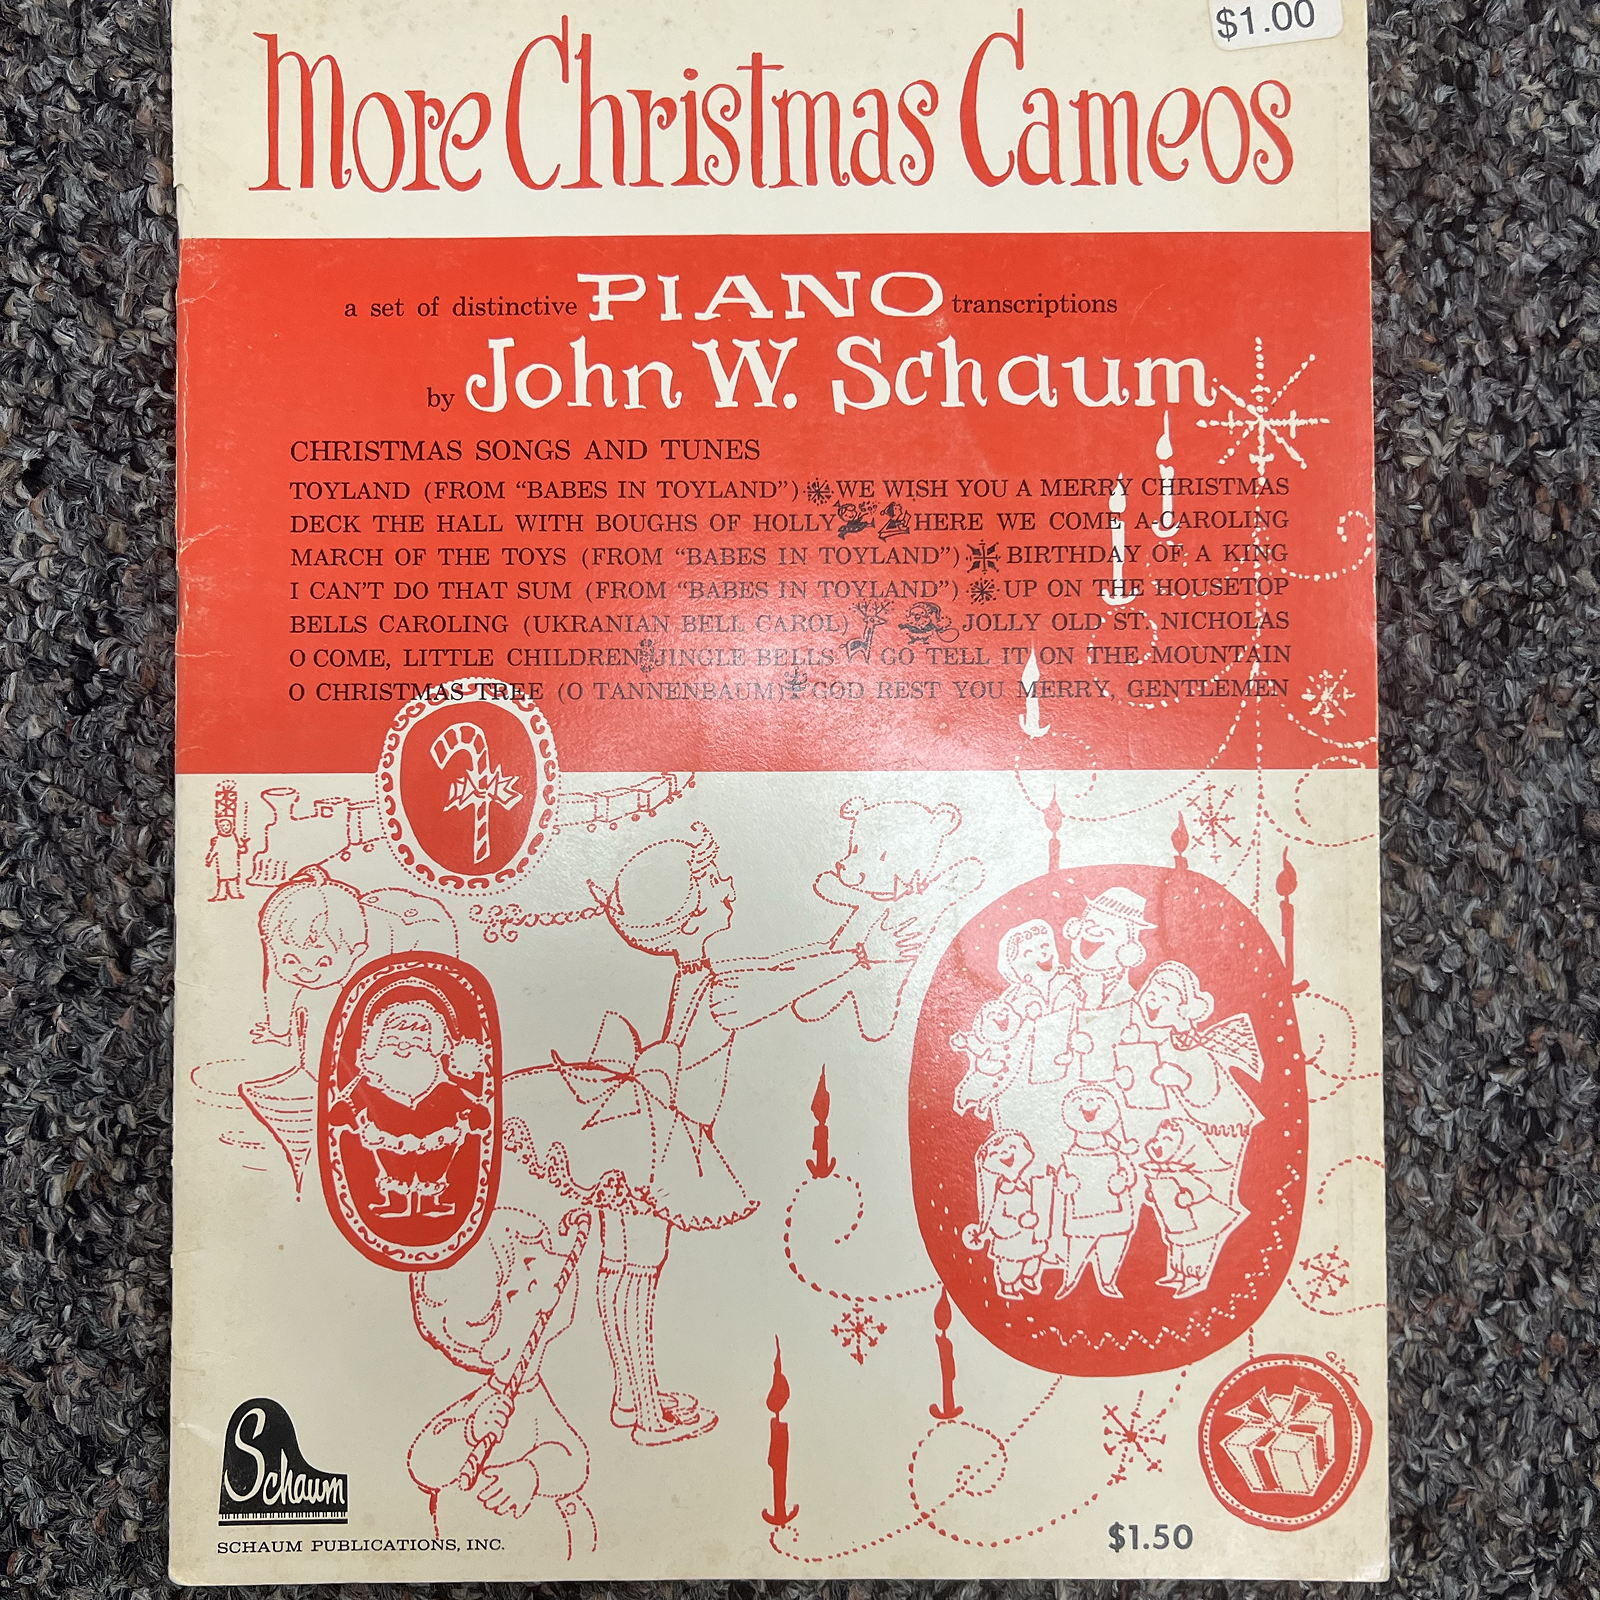 $1.00
More Christmas Cameos
a set of distinctive PIANO transcriptions
by John W. Schaum
CHRISTMAS SONGS AND TUNES
TOYLAND (FROM “BABES IN TOYLAND”) WE WISH YOU A MERRY CHRISTMAS
DECK THE HALL WITH BOUGHS OF HOLLY HERE WE COME A-CAROLING
MARCH OF THE TOYS (FROM “BABES IN TOYLAND”) BIRTHDAY OF A KING
I CAN'T DO THAT SUM (FROM “BABES IN TOYLAND”) UP ON THE HOUSETOP
BELLS CAROLING (UKRANIAN BELL CAROL) JOLLY OLD ST. NICHOLAS
O COME, LITTLE CHILDREN JINGLE BELLS GO TELL IT ON THE MOUNTAIN
O CHRISTMAS TREE (O TANNENBAUM) GOD REST YOU MERRY, GENTLEMEN
Schaum
SCHAUM PUBLICATIONS, INC.
$1.50